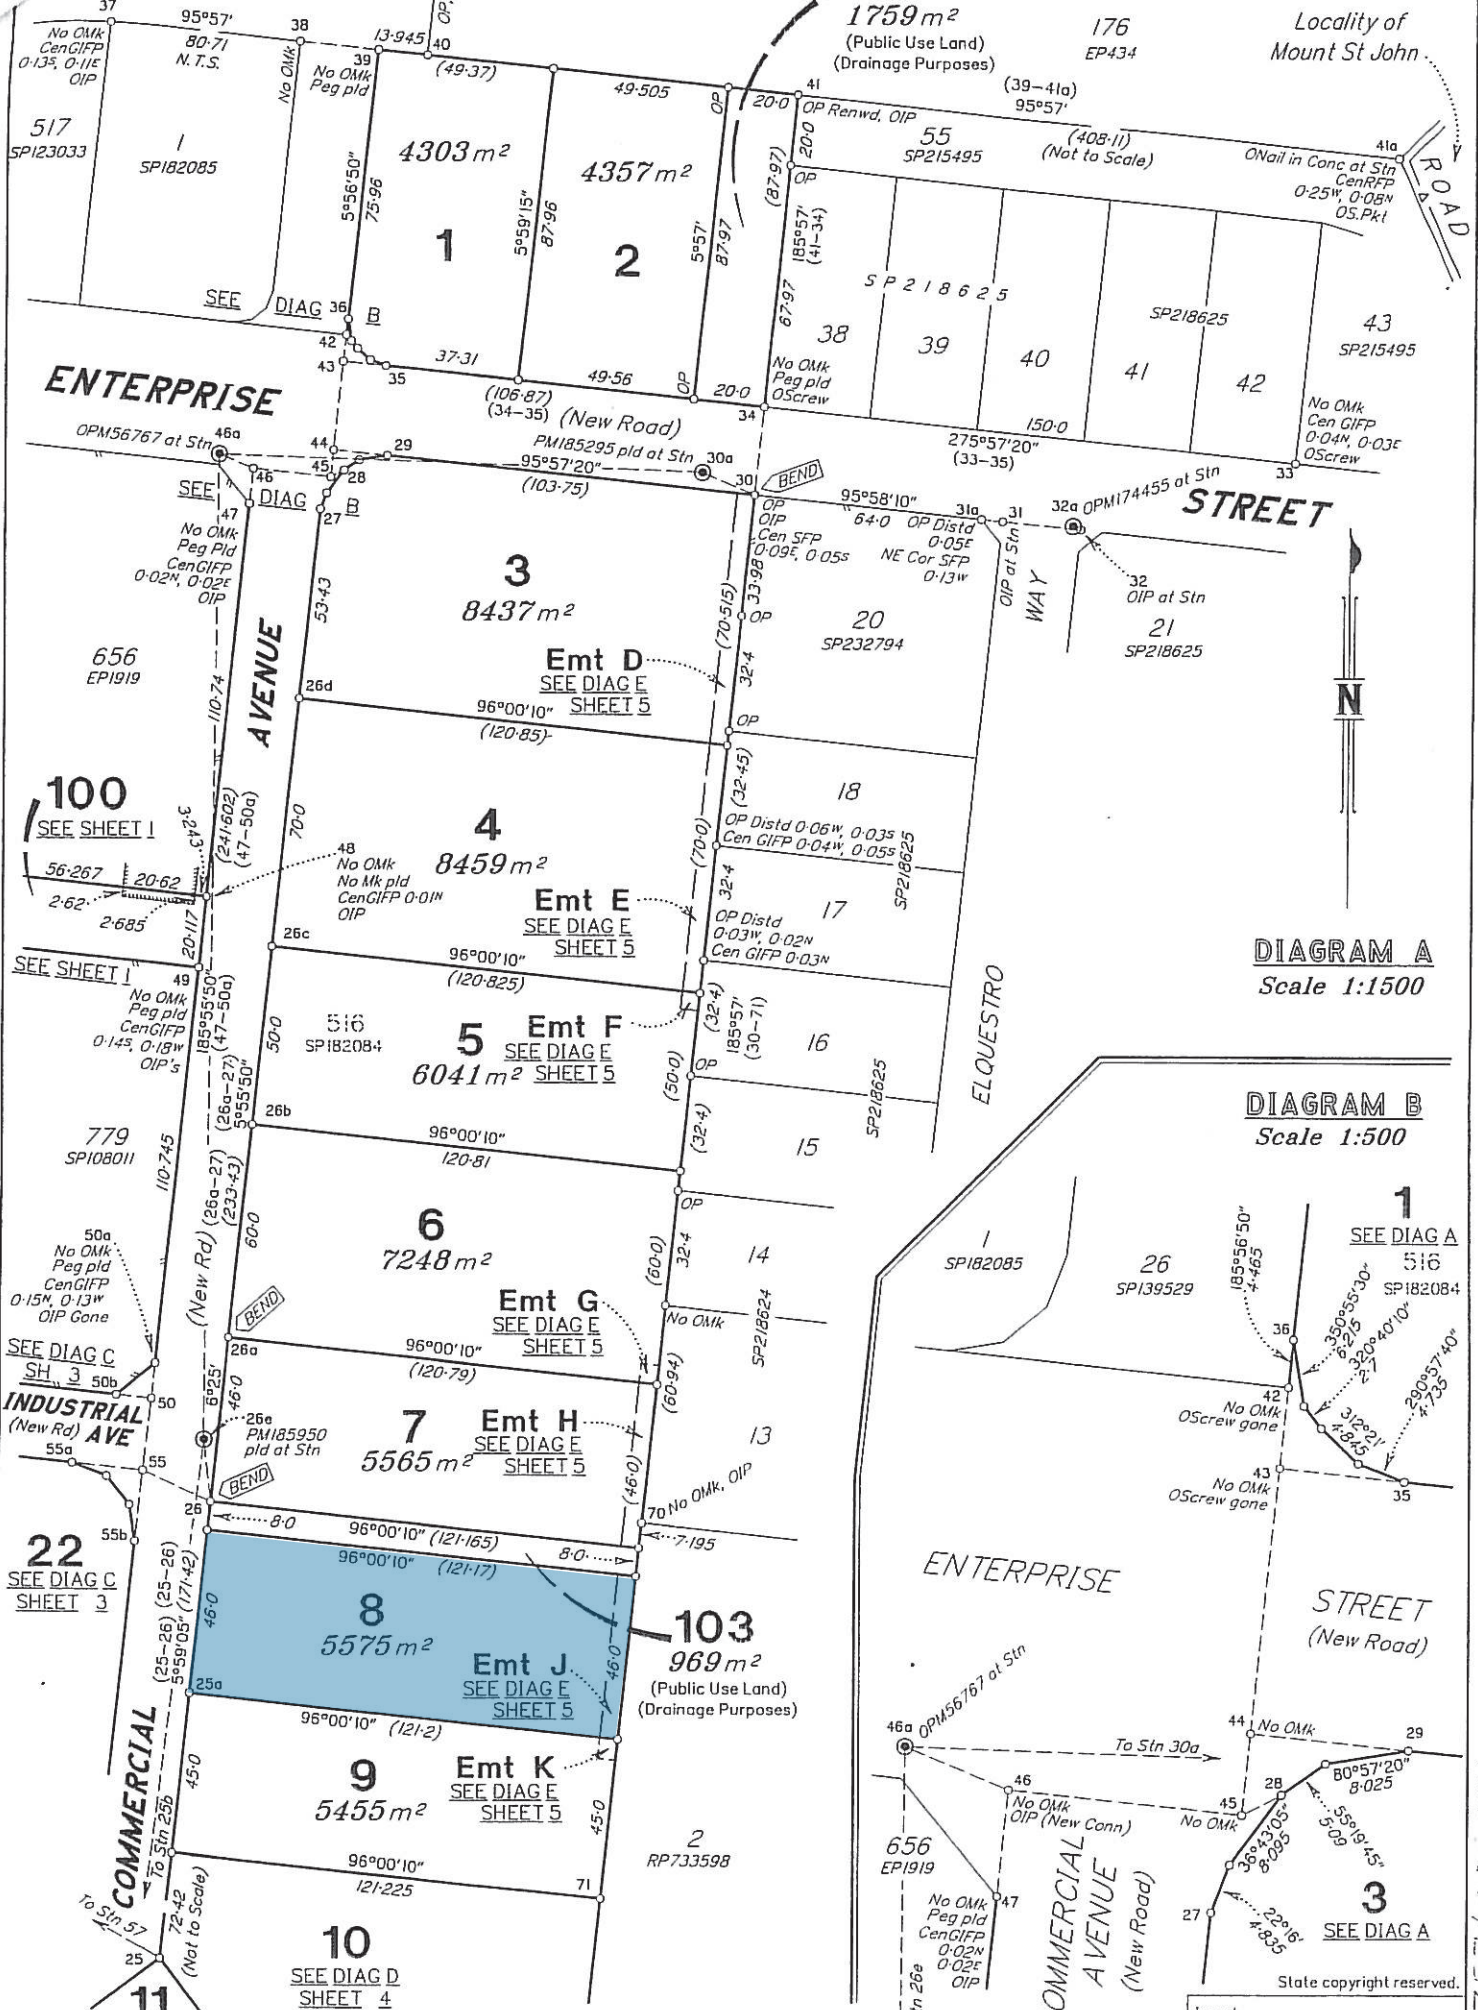 37
95°57'
80·71
N.T.S.
38
13·945
40
OP
No OMk
CenGIFP
0·13S, 0·11E
OIP
No OMk
39
No OMk
Peg pld
(49·37)
49·505
OP
20·0
41
OP Renwd, OIP
1759 m²
(Public Use Land)
(Drainage Purposes)
176
EP434
(39-41a)
95°57'
(408·11)
(Not to Scale)
Locality of
Mount St John
41a
ROAD
ONail in Conc at Stn
CenRFP
0·25W, 0·08N
OS.Pkt
517
SP123033
1
SP182085
5°56'50"
75·96
4303 m²
1
5°59'15"
87·96
4357 m²
2
5°57'
87·97
20·0
(87·97)
OP
185°57'
(41-34)
67·97
55
SP215495
SP218625
38
39
40
41
42
SP218625
43
SP215495
SEE DIAG B
36
42
43
35
37·31
(106·87)
(34-35)
(New Road)
49·56
OP
20·0
34
No OMk
Peg pld
OScrew
150·0
275°57'20"
(33-35)
33
No OMk
Cen GIFP
0·04N, 0·03E
OScrew
ENTERPRISE
STREET
OPM56767 at Stn
46a
44
29
PM185295 pld at Stn
30a
95°57'20"
(103·75)
30
BEND
95°58'10"
64·0
31a
31
32a
OPM174455 at Stn
SEE DIAG B
46
45
28
47
27
OP
OIP
Cen SFP
0·09E, 0·05S
OP Distd
0·05E
NE Cor SFP
0·13W
OIP at Stn
WAY
32
OIP at Stn
21
SP218625
No OMk
Peg Pld
CenGIFP
0·02N, 0·02E
OIP
53·43
3
8437 m²
(70·515)
33·98
OP
20
SP232794
656
EP1919
110·74
AVENUE
Emt D
SEE DIAG E
SHEET 5
32·4
26d
96°00'10"
(120·85)
OP
N
100
SEE SHEET 1
3·243
(241·602)
(47-50a)
70·0
4
8459 m²
(32·45)
(70·0)
18
OP Distd 0·06W, 0·03S
Cen GIFP 0·04W, 0·05S
SP218625
48
No OMk
No Mk pld
CenGIFP 0·01N
OIP
56·267
20·62
2·62
2·685
20·117
Emt E
SEE DIAG E
SHEET 5
32·4
17
OP Distd
0·03W, 0·02N
Cen GIFP 0·03N
26c
96°00'10"
(120·825)
SEE SHEET 1
49
No OMk
Peg pld
CenGIFP
0·14S, 0·18W
OIP's
185°55'50"
(47-50a)
(26a-27)
5°55'50"
50·0
516
SP182084
5
6041 m²
Emt F
SEE DIAG E
SHEET 5
(32·4)
185°57'
(30-71)
(50·0)
OP
16
SP218625
ELQUESTRO
DIAGRAM A
Scale 1:1500
26b
96°00'10"
120·81
(32·4)
15
779
SP108011
110·745
(New Rd)
(26a-27)
(233·43)
60·0
6
7248 m²
OP
(60·0)
32·4
14
50a
No OMk
Peg pld
CenGIFP
0·15N, 0·13W
OIP Gone
BEND
Emt G
SEE DIAG E
SHEET 5
No OMk
SP218624
26a
96°00'10"
(120·79)
(60·94)
SEE DIAG C
SH 3
50b
50
INDUSTRIAL
(New Rd) AVE
6°25'
46·0
26e
PM185950
pld at Stn
7
5565 m²
Emt H
SEE DIAG E
SHEET 5
(46·0)
13
55a
55
BEND
26
70
No OMk, OIP
8·0
96°00'10" (121·165)
8·0
7·195
55b
22
SEE DIAG C
SHEET 3
96°00'10"
(121·17)
(25-26)
5°59'05"
(25-26)
(171·42)
46·0
8
5575 m²
Emt J
SEE DIAG E
SHEET 5
46·0
103
969 m²
(Public Use Land)
(Drainage Purposes)
25a
96°00'10"
(121·2)
COMMERCIAL
To Stn 25b
45·0
9
5455 m²
Emt K
SEE DIAG E
SHEET 5
45·0
2
RP733598
96°00'10"
121·225
71
To Stn 57
72·42
(Not to Scale)
25
11
10
SEE DIAG D
SHEET 4
DIAGRAM B
Scale 1:500
1
SEE DIAG A
516
SP182084
1
SP182085
26
SP139529
185°56'50"
4·465
350°55'30"
6·215
320°40'10"
2·7
290°57'40"
4·735
312°21'
4·845
36
42
No OMk
OScrew gone
43
No OMk
OScrew gone
35
ENTERPRISE
STREET
(New Road)
46a
OPM56767 at Stn
44
No OMk
29
To Stn 30a
80°57'20"
8·025
46
No OMk
OIP (New Conn)
45
No OMk
28
55°19'45"
5·09
36°43'05"
8·095
656
EP1919
COMMERCIAL
AVENUE
(New Road)
47
No OMk
Peg pld
CenGIFP
0·02N
0·02E
OIP
27
22°16'
4·835
3
SEE DIAG A
State copyright reserved.